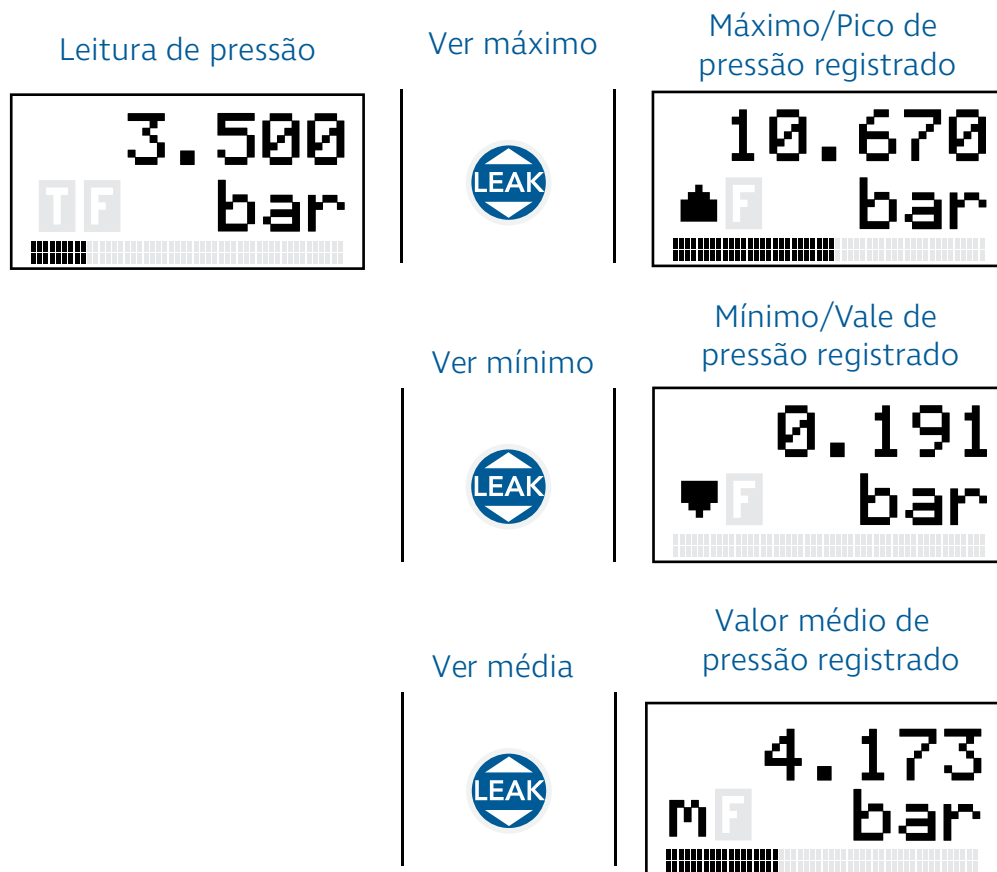 Leitura de pressão
Ver máximo
Máximo/Pico de
pressão registrado
3.500
T F bar
LEAK
10.670
F bar
Ver mínimo
Mínimo/Vale de
pressão registrado
LEAK
0.191
F bar
Ver média
Valor médio de
pressão registrado
LEAK
4.173
m F bar